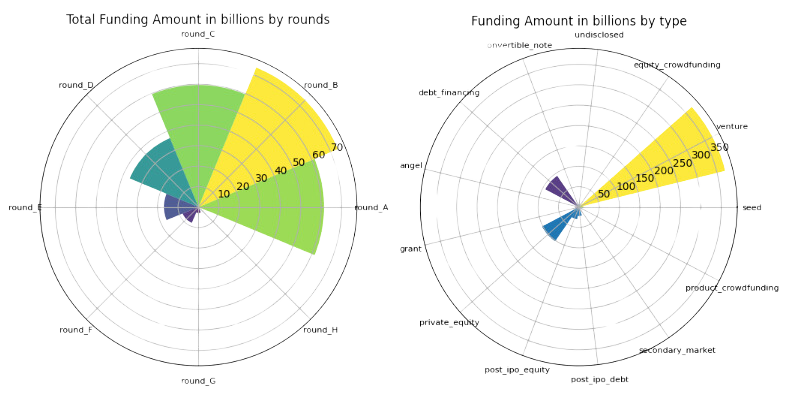 Total Funding Amount in billions by rounds
round_C
round_D
round_B
70
60
50
40
30
20
10
round_E
round_A
round_F
round_H
round_G
Funding Amount in billions by type
undisclosed
onvertible_note
equity_crowdfunding
debt_financing
venture
350
300
250
200
150
100
50
angel
seed
grant
product_crowdfunding
private_equity
secondary_market
post_ipo_equity
post_ipo_debt